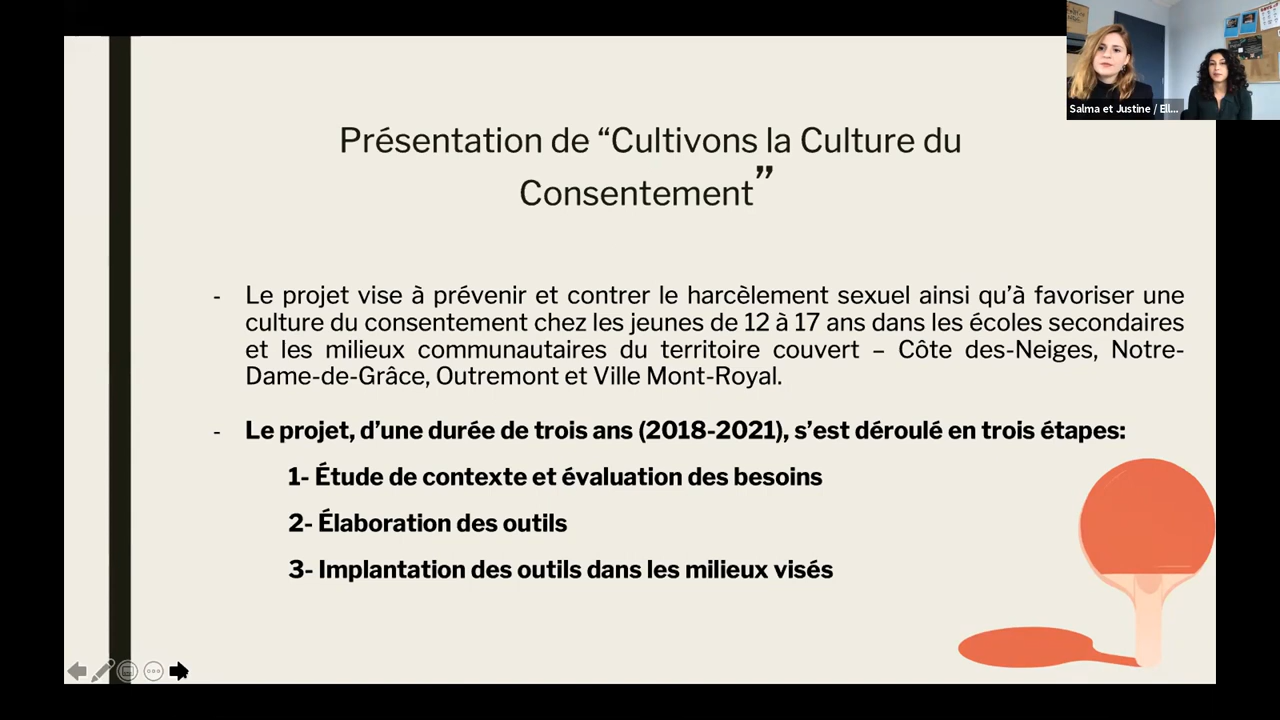 Salma et Justine / Ell...
Présentation de “Cultivons la Culture du
Consentement”
- Le projet vise à prévenir et contrer le harcèlement sexuel ainsi qu’à favoriser une
culture du consentement chez les jeunes de 12 à 17 ans dans les écoles secondaires
et les milieux communautaires du territoire couvert – Côte des-Neiges, Notre-
Dame-de-Grâce, Outremont et Ville Mont-Royal.
- Le projet, d’une durée de trois ans (2018-2021), s’est déroulé en trois étapes:
1- Étude de contexte et évaluation des besoins
2- Élaboration des outils
3- Implantation des outils dans les milieux visés